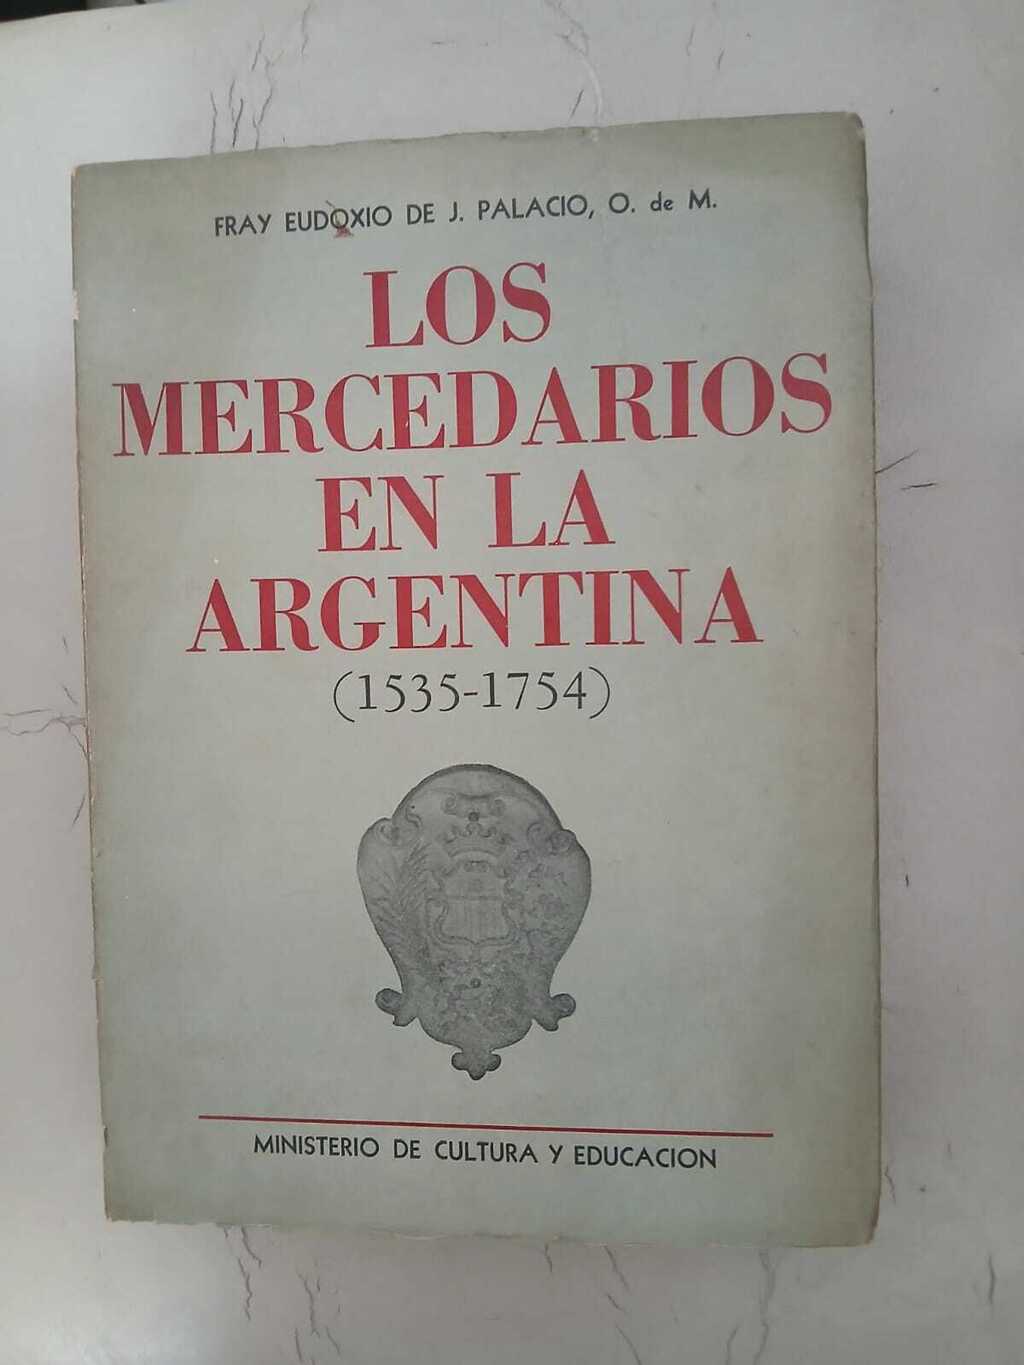 FRAY EUDOXIO DE J. PALACIO, O. de M.
LOS
MERCEDARIOS
EN LA
ARGENTINA
(1535-1754)
MINISTERIO DE CULTURA Y EDUCACION